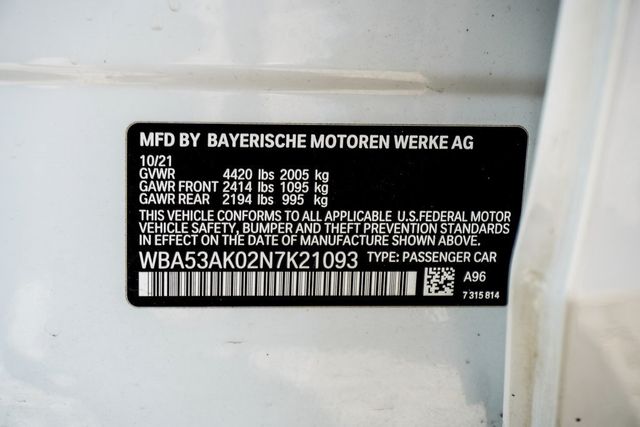 MFD BY BAYERISCHE MOTOREN WERKE AG
10/21
GVWR 4420 lbs 2005 kg
GAWR FRONT 2414 lbs 1095 kg
GAWR REAR 2194 lbs 995 kg
THIS VEHICLE CONFORMS TO ALL APPLICABLE U.S.FEDERAL MOTOR
VEHICLE SAFETY, BUMPER AND THEFT PREVENTION STANDARDS
IN EFFECT ON THE DATE OF MANUFACTURE SHOWN ABOVE.
WBA53AK02N7K21093 TYPE: PASSENGER CAR
A96
7 315 814